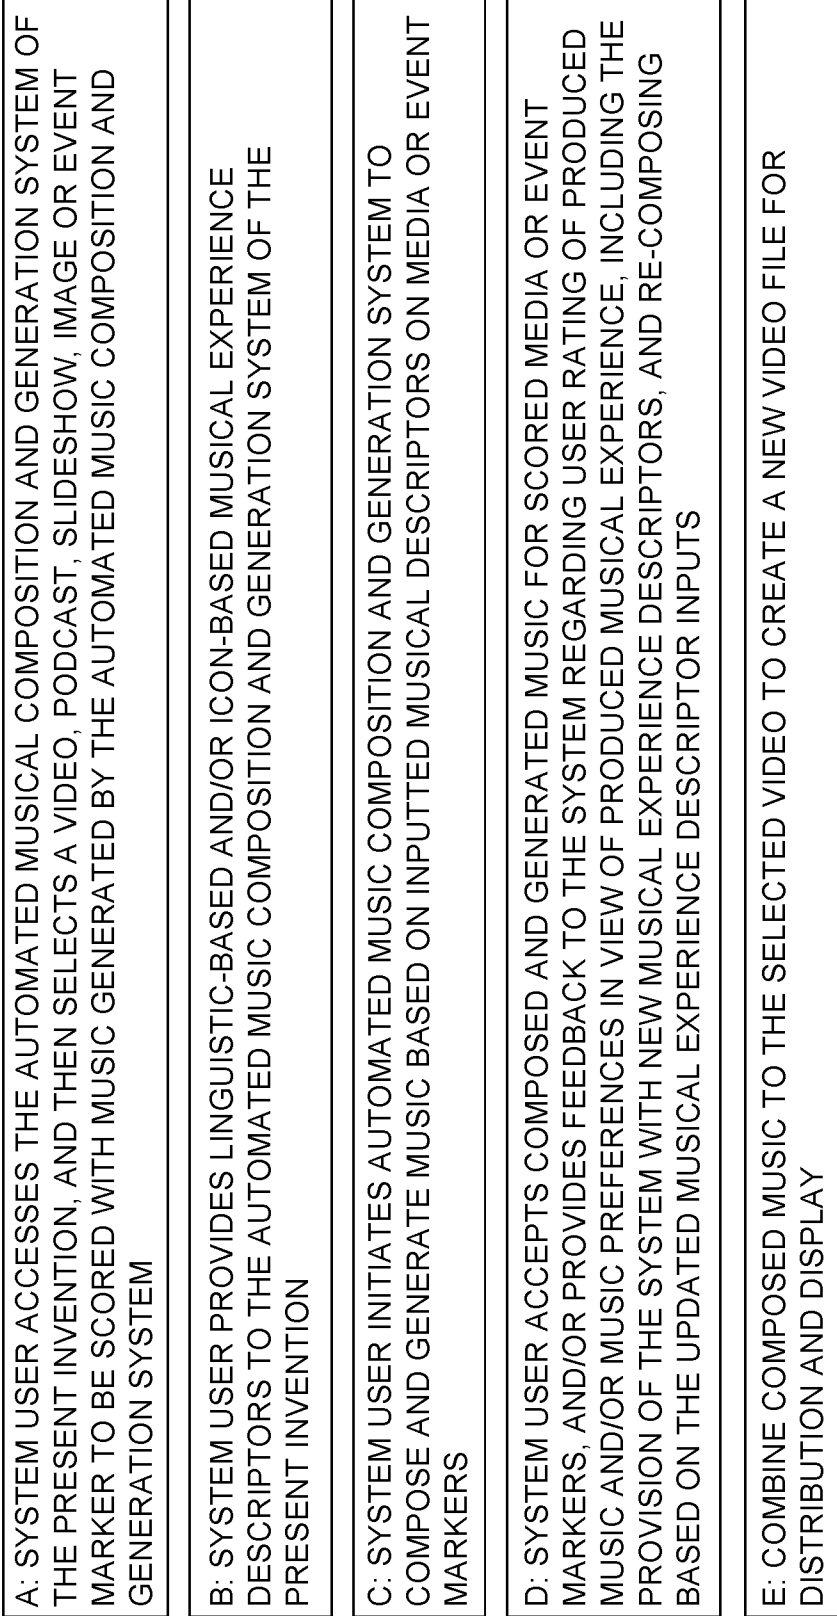 A: SYSTEM USER ACCESSES THE AUTOMATED MUSICAL COMPOSITION AND GENERATION SYSTEM OF
THE PRESENT INVENTION, AND THEN SELECTS A VIDEO, PODCAST, SLIDESHOW, IMAGE OR EVENT
MARKER TO BE SCORED WITH MUSIC GENERATED BY THE AUTOMATED MUSIC COMPOSITION AND
GENERATION SYSTEM
B: SYSTEM USER PROVIDES LINGUISTIC-BASED AND/OR ICON-BASED MUSICAL EXPERIENCE
DESCRIPTORS TO THE AUTOMATED MUSIC COMPOSITION AND GENERATION SYSTEM OF THE
PRESENT INVENTION
C: SYSTEM USER INITIATES AUTOMATED MUSIC COMPOSITION AND GENERATION SYSTEM TO
COMPOSE AND GENERATE MUSIC BASED ON INPUTTED MUSICAL DESCRIPTORS ON MEDIA OR EVENT
MARKERS
D: SYSTEM USER ACCEPTS COMPOSED AND GENERATED MUSIC FOR SCORED MEDIA OR EVENT
MARKERS, AND/OR PROVIDES FEEDBACK TO THE SYSTEM REGARDING USER RATING OF PRODUCED
MUSIC AND/OR MUSIC PREFERENCES IN VIEW OF PRODUCED MUSICAL EXPERIENCE, INCLUDING THE
PROVISION OF THE SYSTEM WITH NEW MUSICAL EXPERIENCE DESCRIPTORS, AND RE-COMPOSING
BASED ON THE UPDATED MUSICAL EXPERIENCE DESCRIPTOR INPUTS
E: COMBINE COMPOSED MUSIC TO THE SELECTED VIDEO TO CREATE A NEW VIDEO FILE FOR
DISTRIBUTION AND DISPLAY